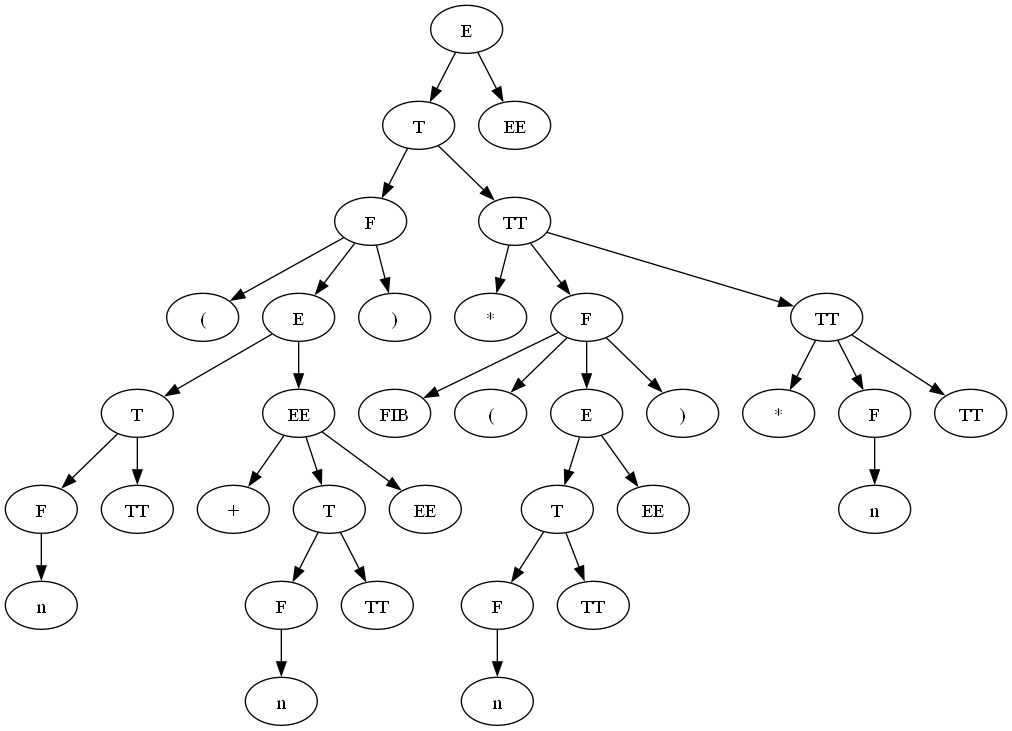 E
T EE
F TT
( E ) * F TT
T EE FIB ( E ) * F TT
F TT + T EE T EE n
n F TT F TT
n n